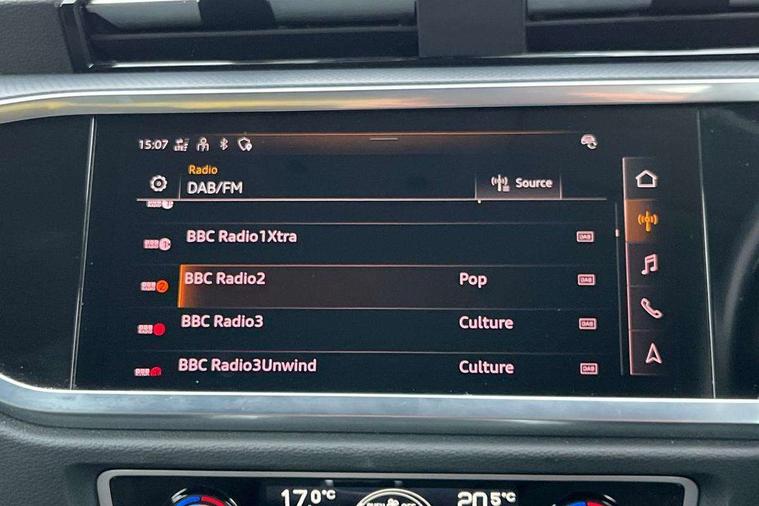 15:07
Radio
DAB/FM
Source
BBC Radio1Xtra
DAB
2 BBC Radio2 Pop DAB
BBC Radio3 Culture DAB
BBC Radio3Unwind Culture DAB
17.0°C 20.5°C